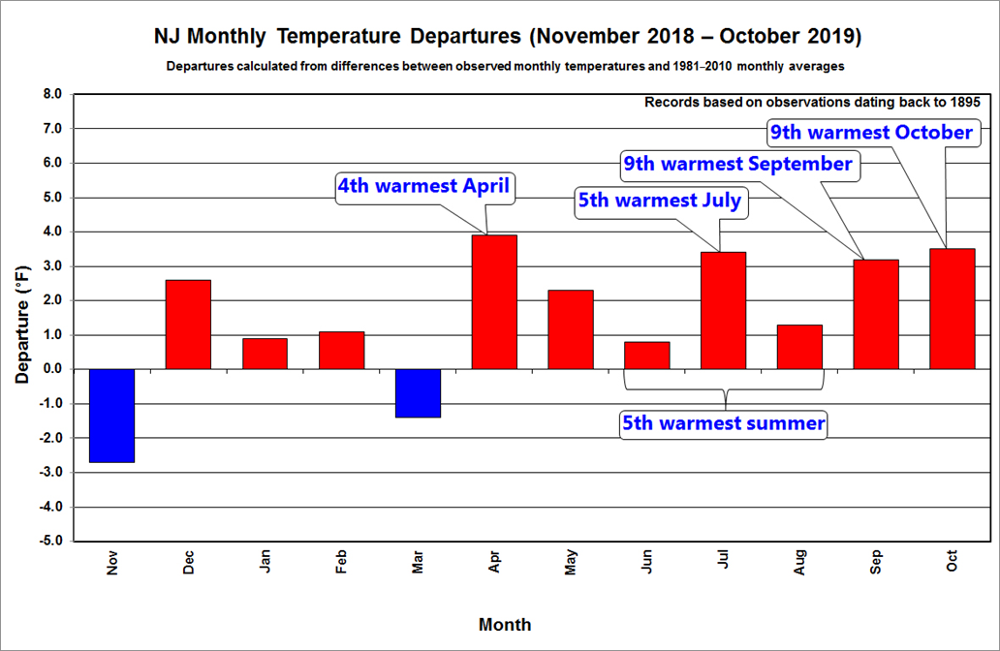 NJ Monthly Temperature Departures (November 2018 – October 2019)
Departures calculated from differences between observed monthly temperatures and 1981–2010 monthly averages
Records based on observations dating back to 1895
9th warmest October
9th warmest September
4th warmest April
5th warmest July
5th warmest summer
Departure (°F)
8.0
7.0
6.0
5.0
4.0
3.0
2.0
1.0
0.0
-1.0
-2.0
-3.0
-4.0
-5.0
Nov
Dec
Jan
Feb
Mar
Apr
May
Jun
Jul
Aug
Sep
Oct
Month